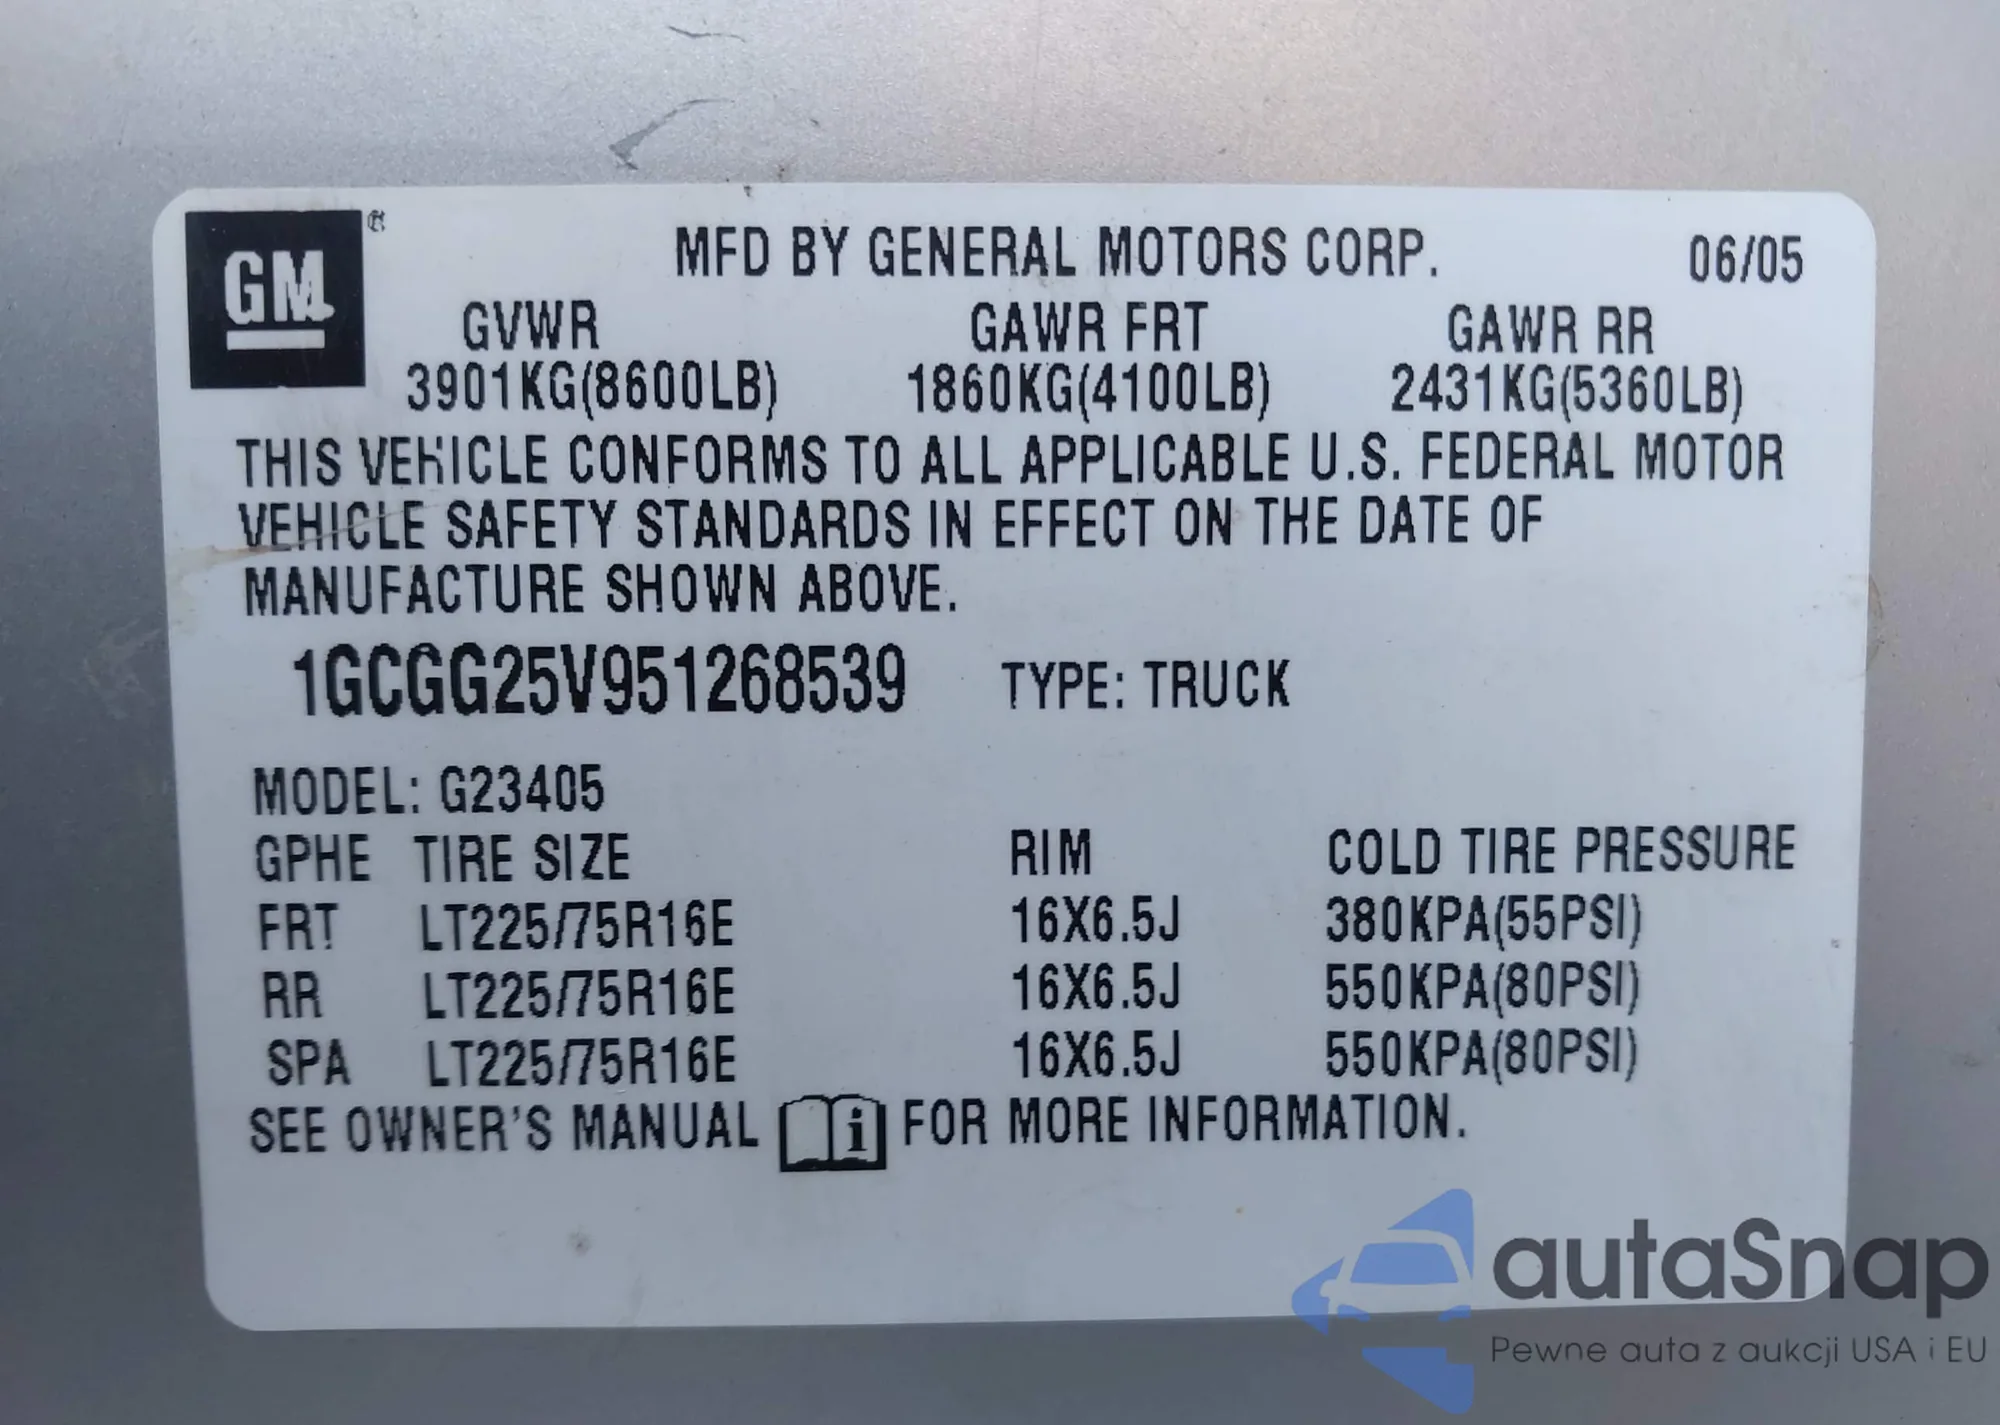 GM®
MFD BY GENERAL MOTORS CORP. 06/05
GVWR GAWR FRT GAWR RR
3901KG(8600LB) 1860KG(4100LB) 2431KG(5360LB)
THIS VEHICLE CONFORMS TO ALL APPLICABLE U.S. FEDERAL MOTOR
VEHICLE SAFETY STANDARDS IN EFFECT ON THE DATE OF
MANUFACTURE SHOWN ABOVE.
1GCGG25V951268539 TYPE: TRUCK
MODEL: G23405
GPHE TIRE SIZE RIM COLD TIRE PRESSURE
FRT LT225/75R16E 16X6.5J 380KPA(55PSI)
RR LT225/75R16E 16X6.5J 550KPA(80PSI)
SPA LT225/75R16E 16X6.5J 550KPA(80PSI)
SEE OWNER'S MANUAL i FOR MORE INFORMATION.
autaSnap
Pewne auta z aukcji USA i EU